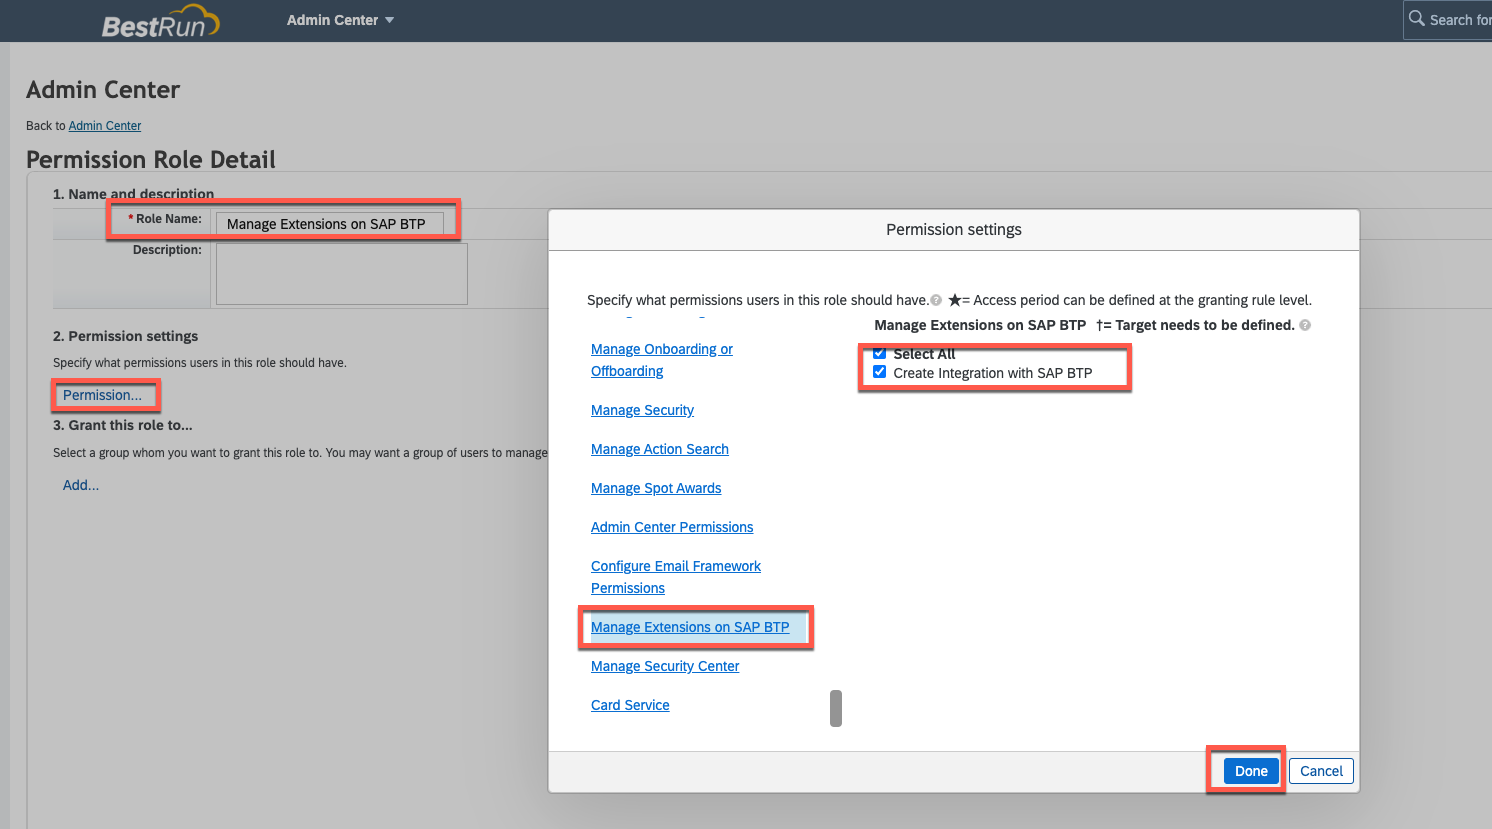 BestRun
Admin Center
Search for
Admin Center
Back to Admin Center
Permission Role Detail
1. Name and description
* Role Name:
Manage Extensions on SAP BTP
Description:
2. Permission settings
Specify what permissions users in this role should have.
Permission...
3. Grant this role to...
Select a group whom you want to grant this role to. You may want a group of users to manage
Add...
Permission settings
Specify what permissions users in this role should have. ? ★= Access period can be defined at the granting rule level.
Manage Onboarding or
Offboarding
Manage Security
Manage Action Search
Manage Spot Awards
Admin Center Permissions
Configure Email Framework
Permissions
Manage Extensions on SAP BTP
Manage Security Center
Card Service
Manage Extensions on SAP BTP †= Target needs to be defined. ?
Select All
Create Integration with SAP BTP
Done
Cancel